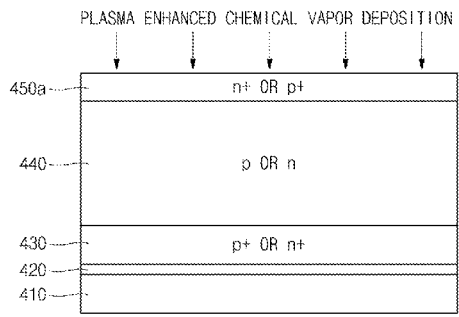 PLASMA ENHANCED CHEMICAL VAPOR DEPOSITION
450a
n+ OR p+
440
p OR n
430
p+ OR n+
420
410